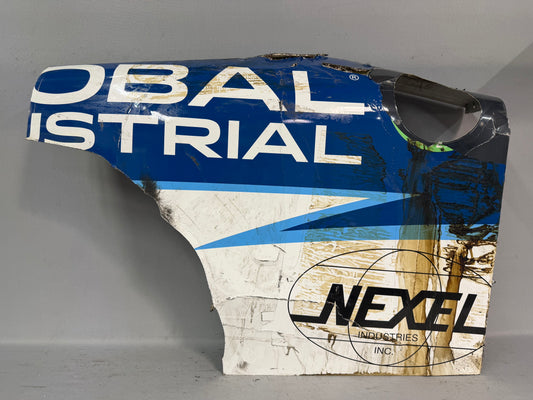 OBAL®
USTRIAL
NEXEL
INDUSTRIES
INC.